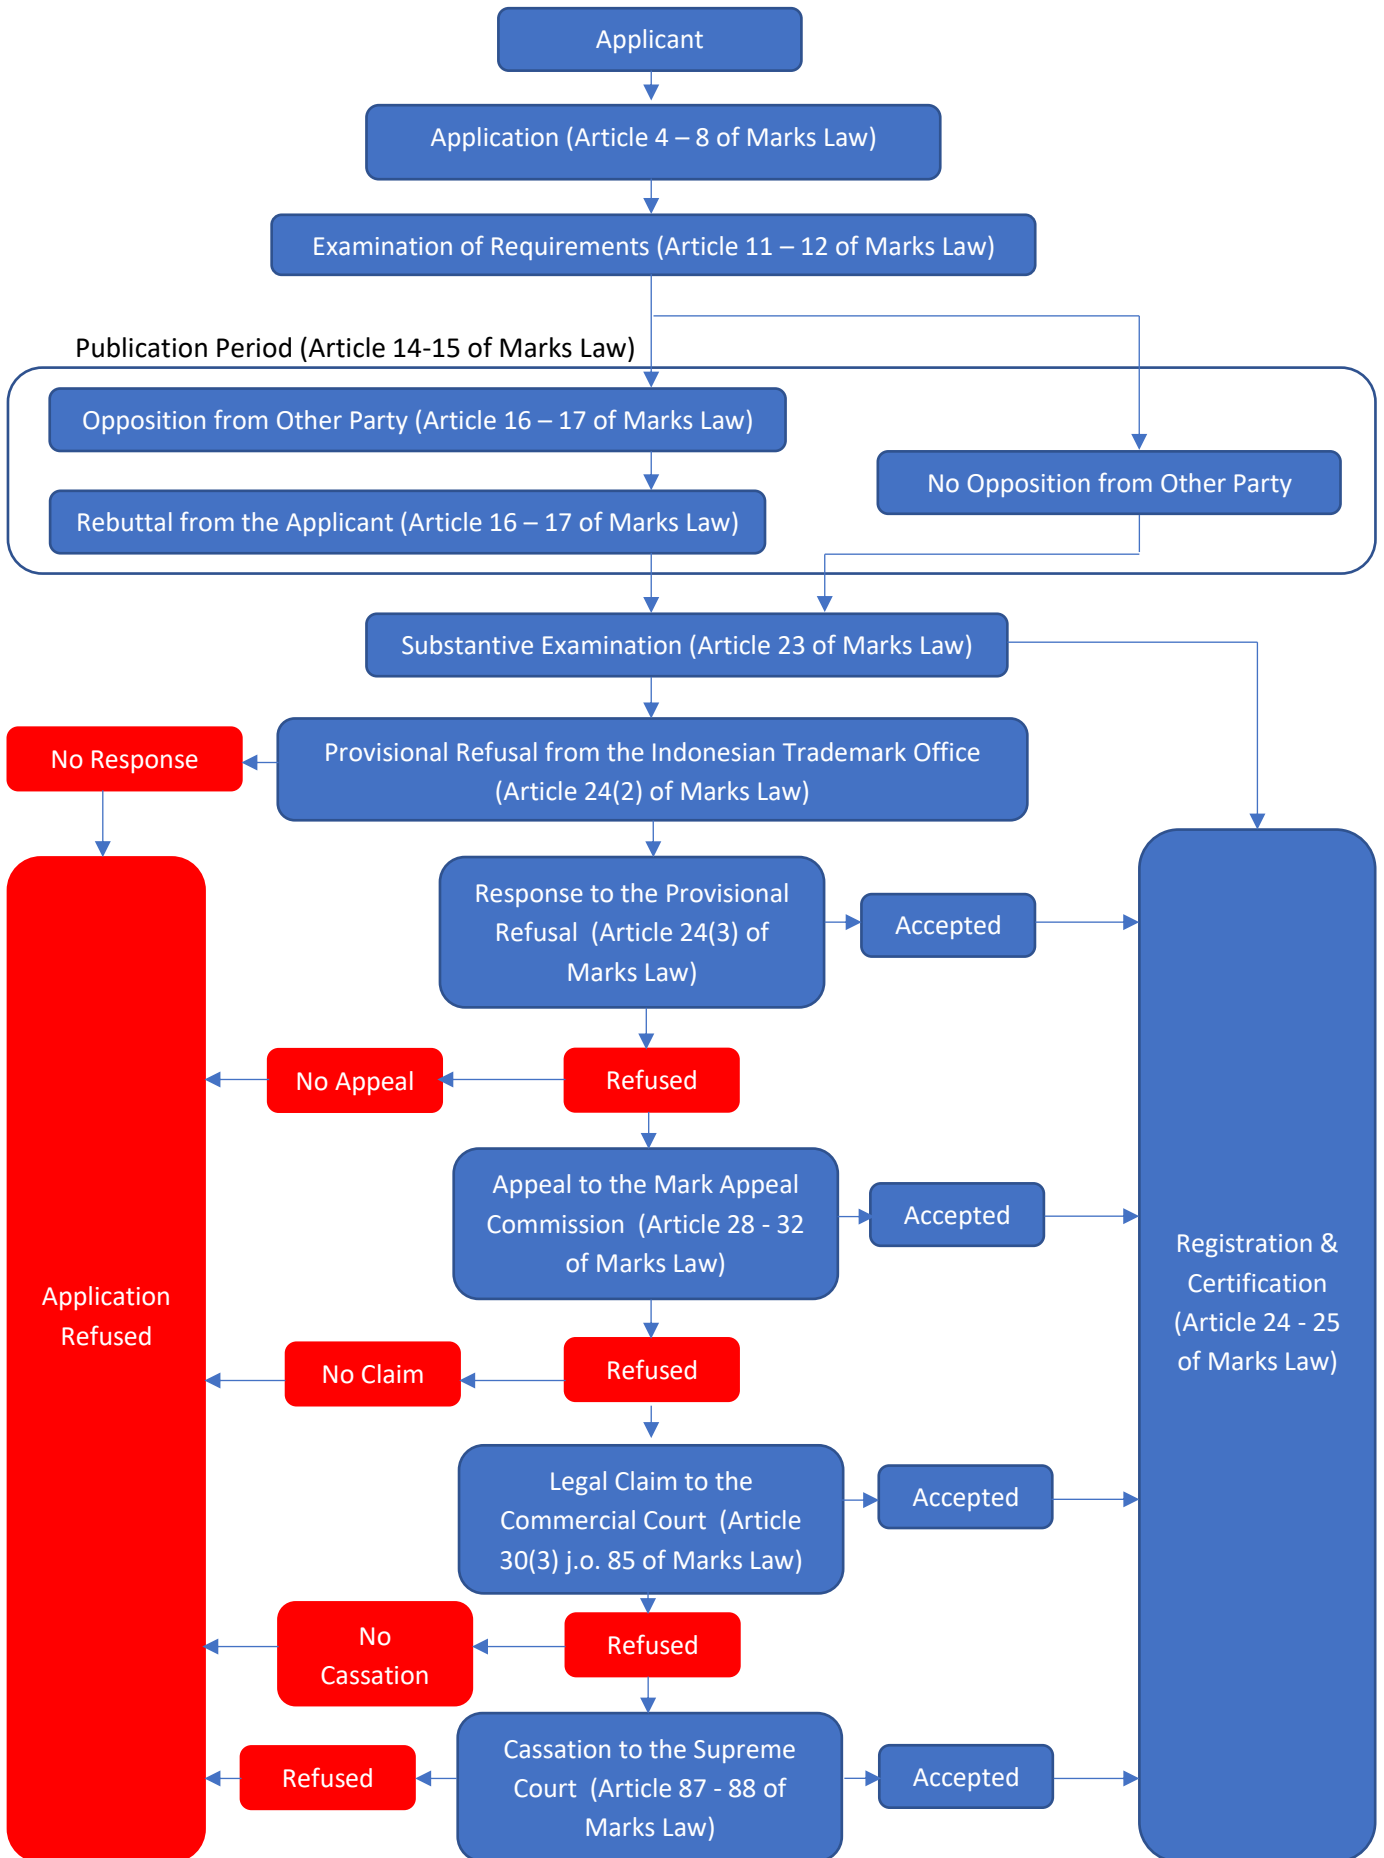 Applicant
Application (Article 4 – 8 of Marks Law)
Examination of Requirements (Article 11 – 12 of Marks Law)
Publication Period (Article 14-15 of Marks Law)
Opposition from Other Party (Article 16 – 17 of Marks Law)
No Opposition from Other Party
Rebuttal from the Applicant (Article 16 – 17 of Marks Law)
Substantive Examination (Article 23 of Marks Law)
No Response
Provisional Refusal from the Indonesian Trademark Office
(Article 24(2) of Marks Law)
Response to the Provisional
Refusal  (Article 24(3) of
Marks Law)
Accepted
No Appeal
Refused
Appeal to the Mark Appeal
Commission  (Article 28 - 32
of Marks Law)
Accepted
Registration &
Certification
(Article 24 - 25
of Marks Law)
Application
Refused
No Claim
Refused
Legal Claim to the
Commercial Court  (Article
30(3) j.o. 85 of Marks Law)
Accepted
No
Cassation
Refused
Refused
Cassation to the Supreme
Court  (Article 87 - 88 of
Marks Law)
Accepted